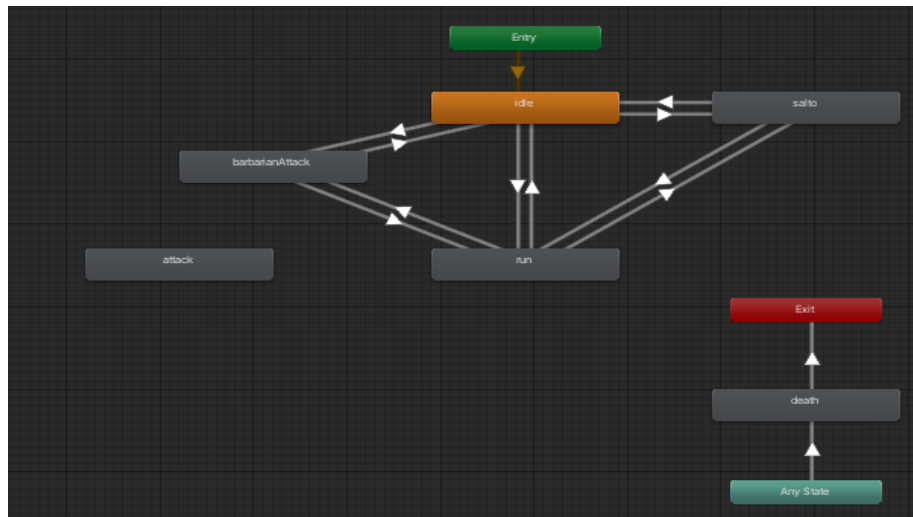 Entry
idle
salto
barbarianAttack
attack
run
Exit
death
Any State